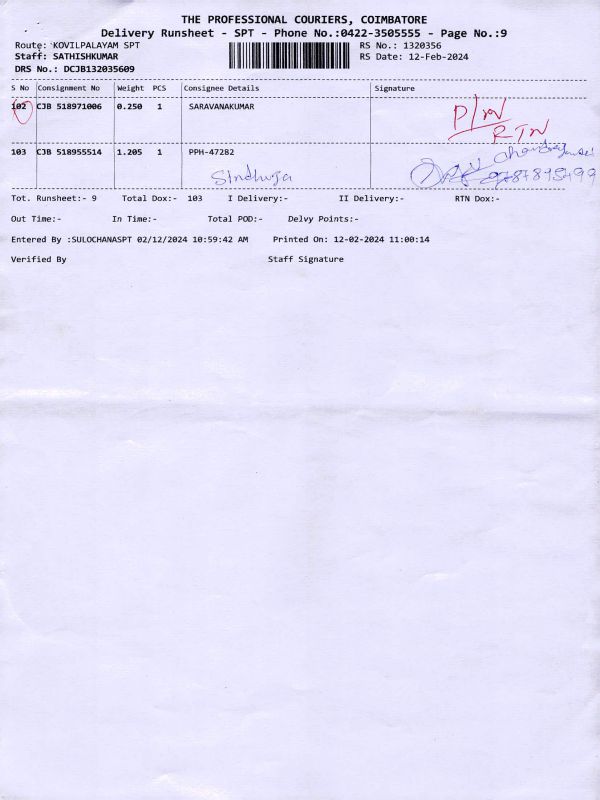 THE PROFESSIONAL COURIERS, COIMBATORE
Delivery Runsheet - SPT - Phone No.:0422-3505555 - Page No.:9
Route: KOVILPALAYAM SPT RS No.: 1320356
Staff: SATHISHKUMAR RS Date: 12-Feb-2024
DRS No.: DCJB132035609
S No Consignment No Weight PCS Consignee Details Signature
102 CJB 518971006 0.250 1 SARAVANAKUMAR
RTN
103 CJB 518955514 1.205 1 PPH-47282
Sindhuja
Tot. Runsheet:- 9 Total Dox:- 103 I Delivery:- II Delivery:- RTN Dox:-
Out Time:- In Time:- Total POD:- Delvy Points:-
Entered By :SULOCHANASPT 02/12/2024 10:59:42 AM Printed On: 12-02-2024 11:00:14
Verified By Staff Signature